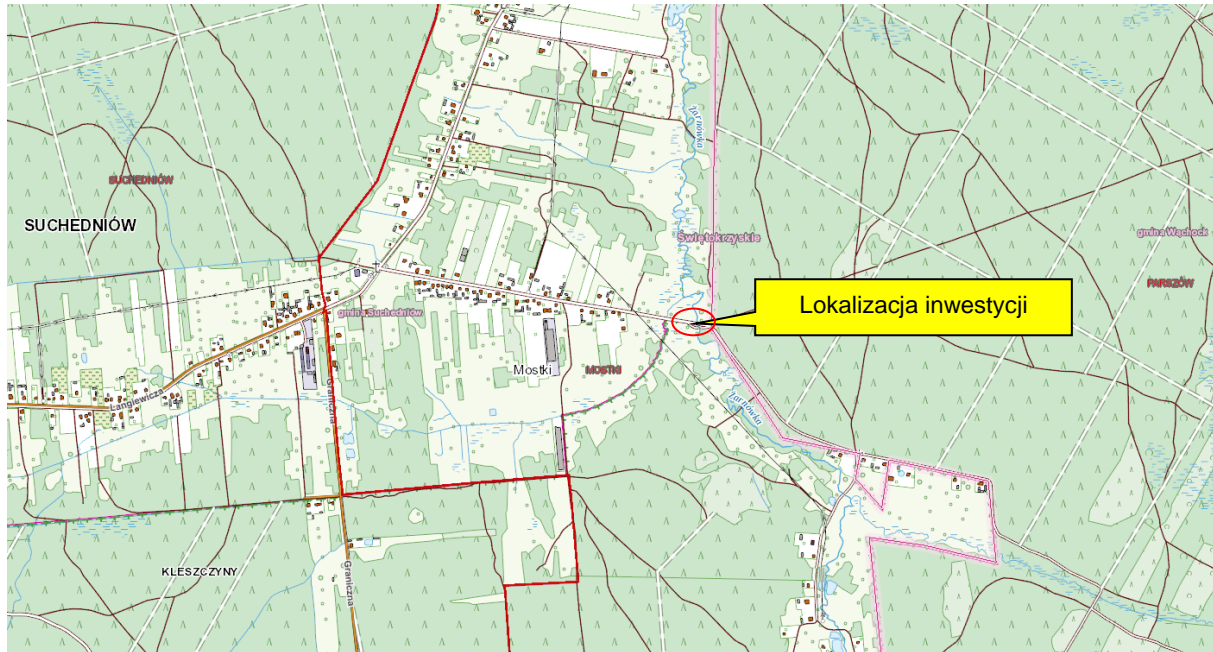 Żarnówka
SUCHEDNIÓW
SUCHEDNIÓW
Świętokrzyskie
gmina Wąchock
PARSZÓW
Lokalizacja inwestycji
gmina Suchedniów
Mostki
MOSTKI
Langiewicza
Graniczna
Żarnówka
KLESZCZYNY
Graniczna